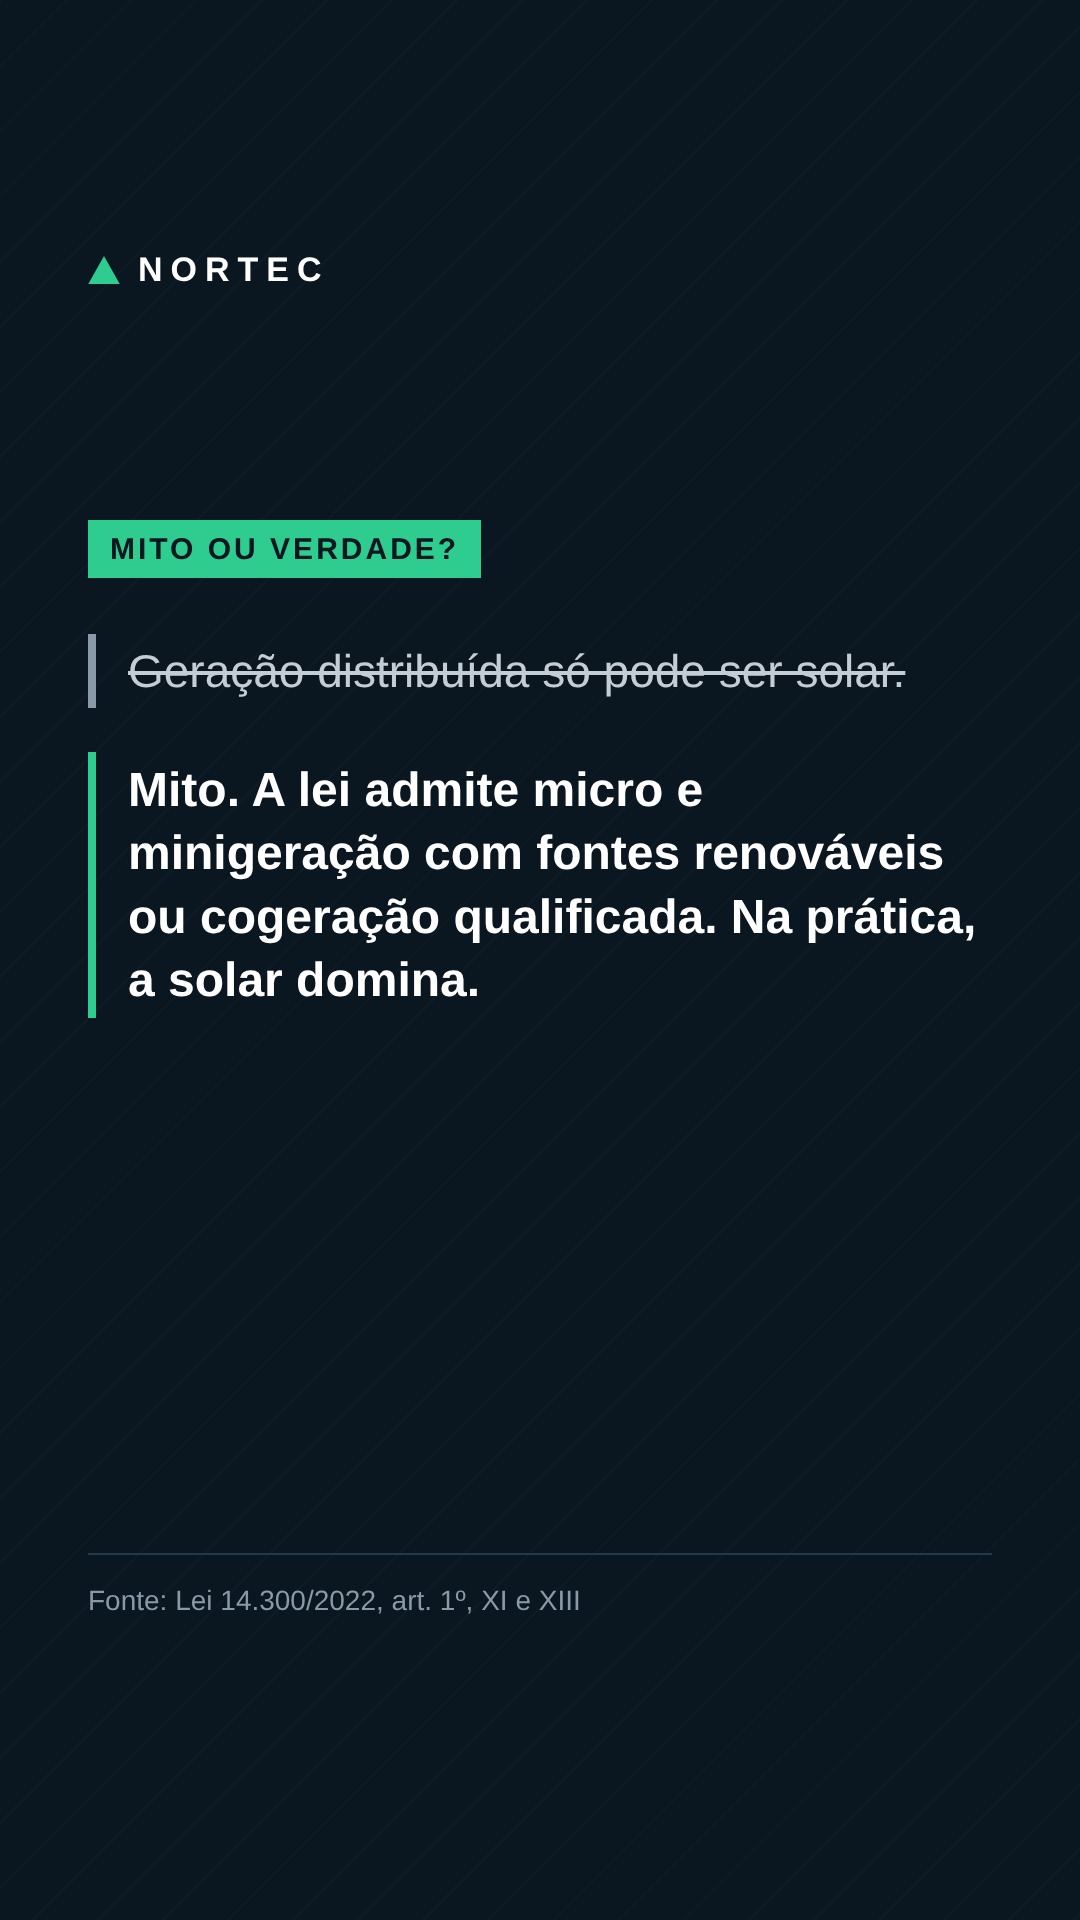 NORTEC
MITO OU VERDADE?
Geração distribuída só pode ser solar.
Mito. A lei admite micro e
minigeração com fontes renováveis
ou cogeração qualificada. Na prática,
a solar domina.
Fonte: Lei 14.300/2022, art. 1º, XI e XIII